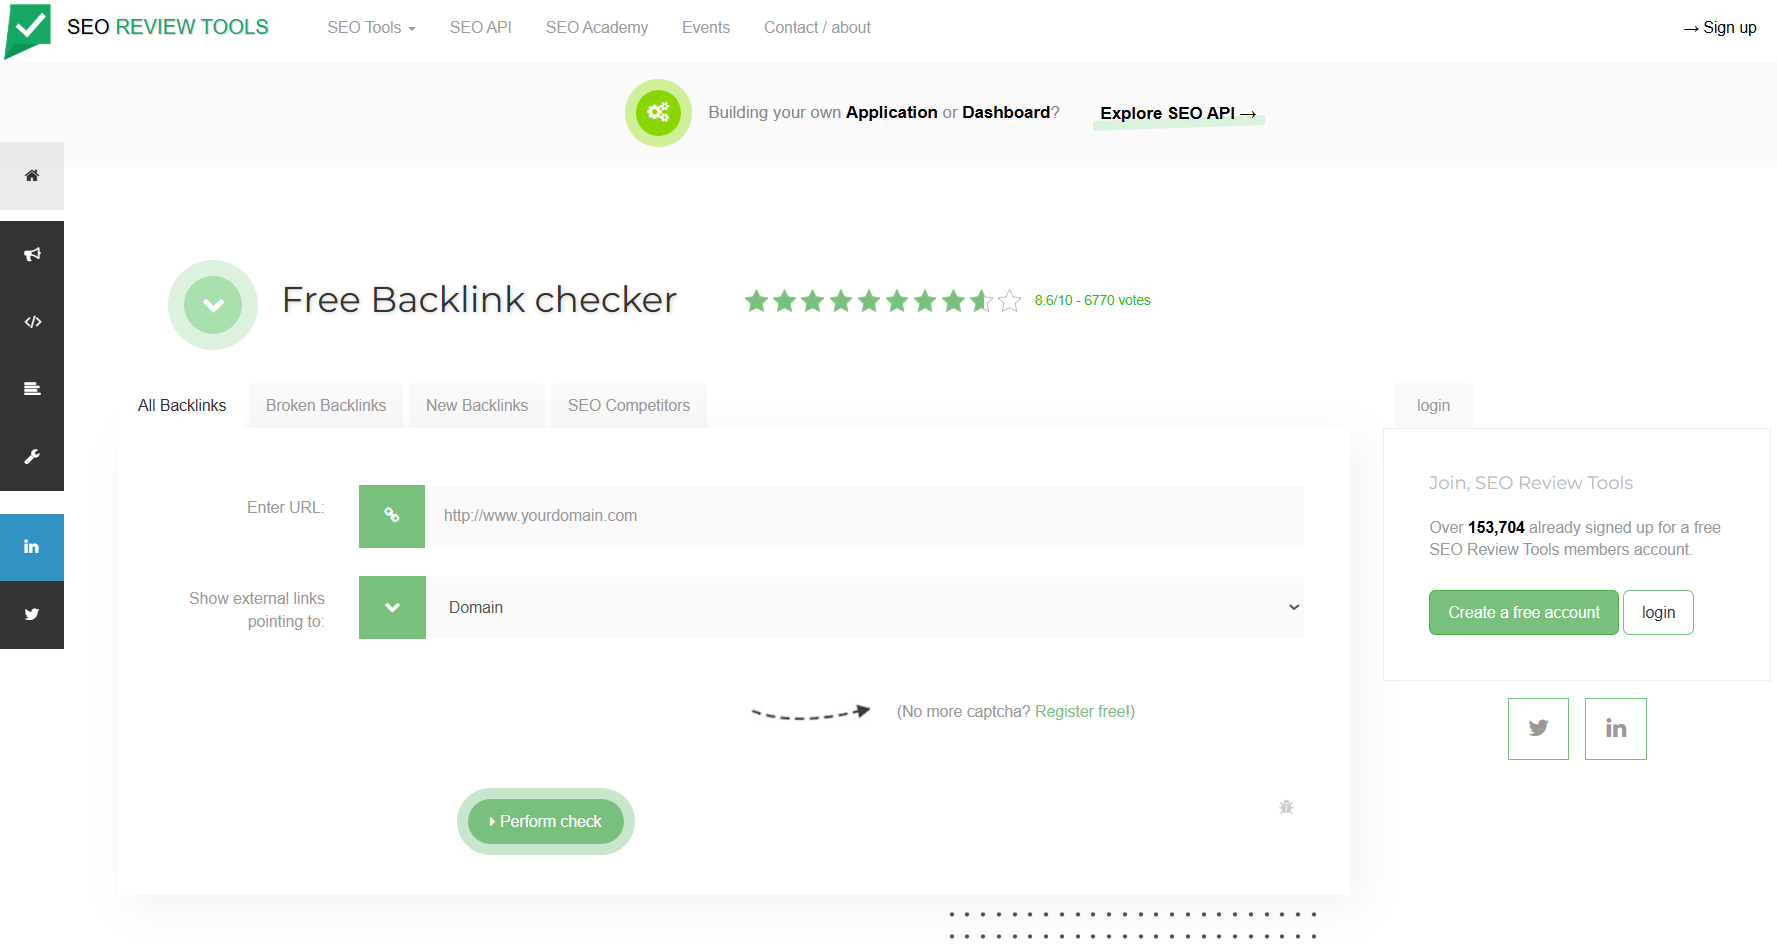 SEO REVIEW TOOLS
SEO Tools
SEO API
SEO Academy
Events
Contact / about
→ Sign up
Building your own Application or Dashboard?
Explore SEO API →
Free Backlink checker
8.6/10 - 6770 votes
All Backlinks
Broken Backlinks
New Backlinks
SEO Competitors
login
Enter URL:
http://www.yourdomain.com
Show external links
pointing to:
Domain
(No more captcha? Register free!)
Perform check
Join, SEO Review Tools
Over 153,704 already signed up for a free
SEO Review Tools members account.
Create a free account
login